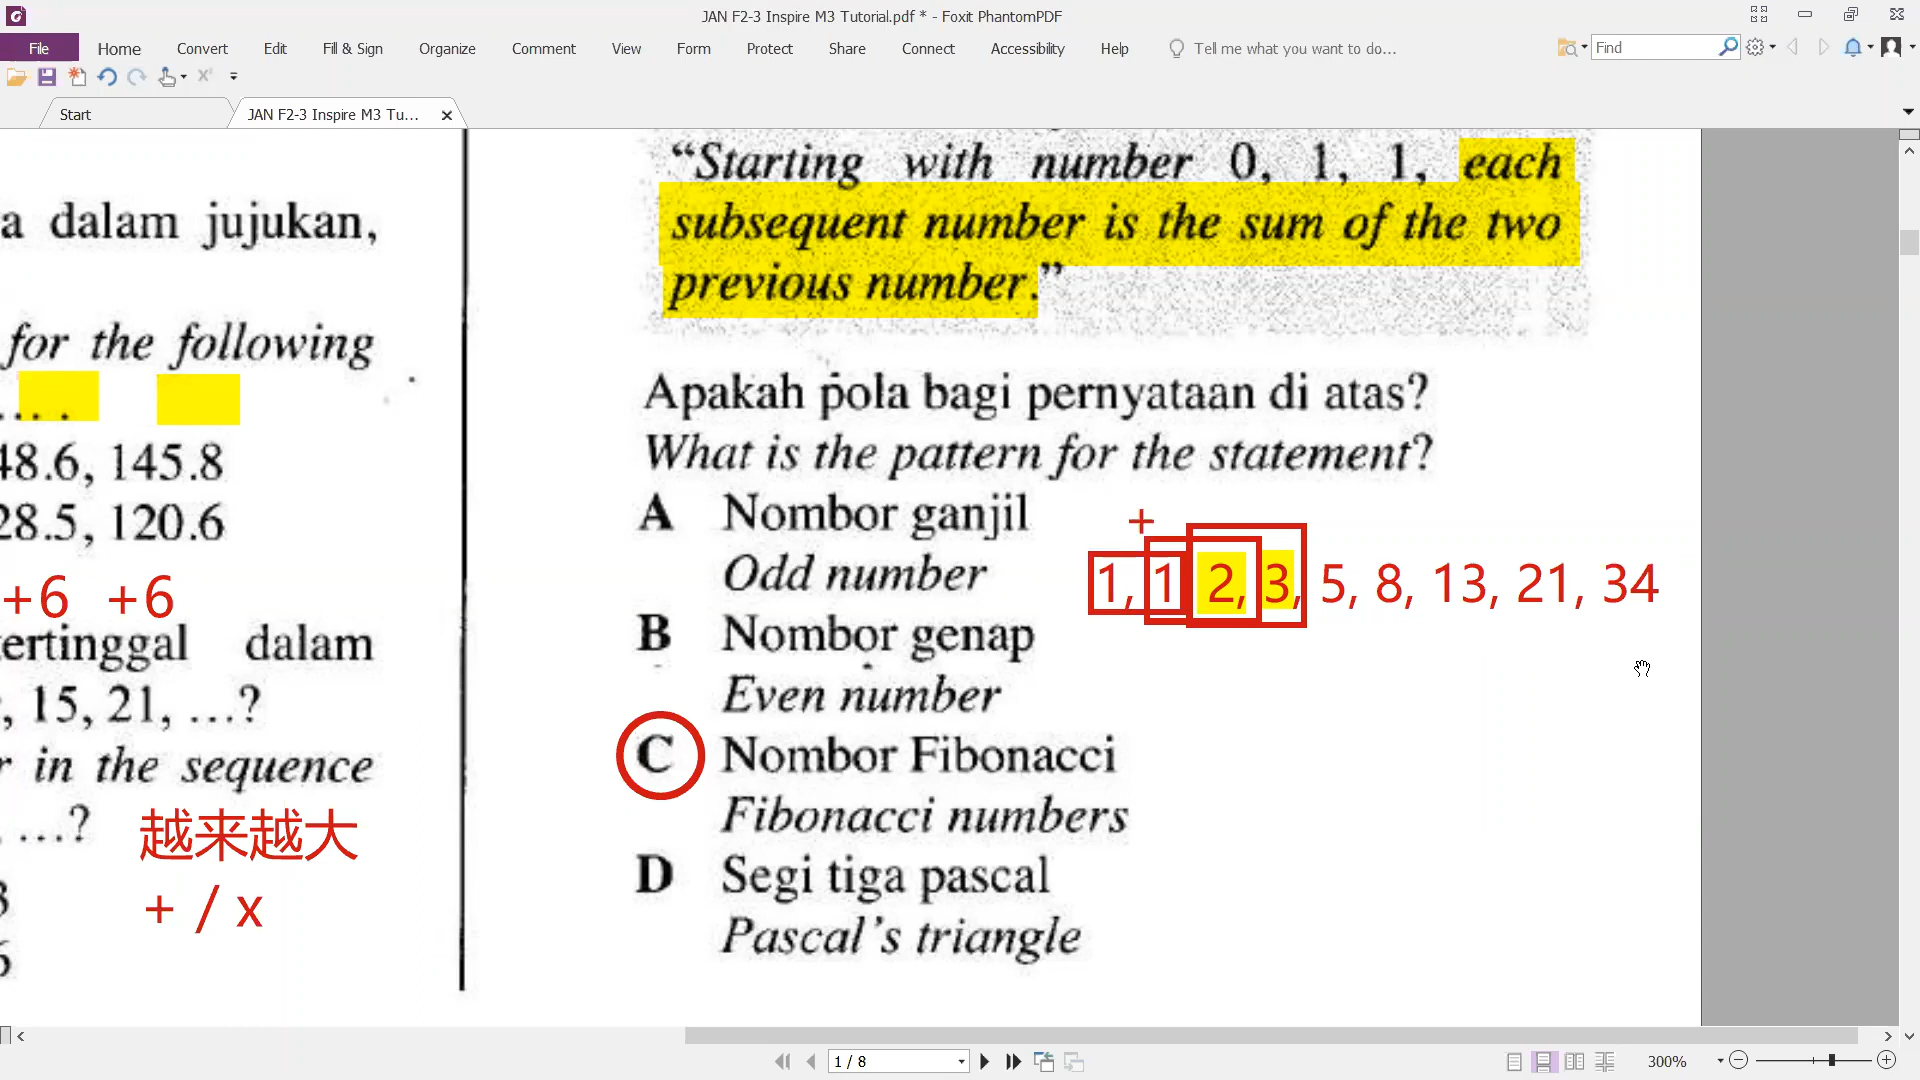 JAN F2-3 Inspire M3 Tutorial.pdf * - Foxit PhantomPDF
File Home Convert Edit Fill & Sign Organize Comment View Form Protect Share Connect Accessibility Help Tell me what you want to do... Find
Start JAN F2-3 Inspire M3 Tu...
a dalam jujukan,
for the following
....
48.6, 145.8
28.5, 120.6
+6 +6
ertinggal dalam
, 15, 21, ...?
r in the sequence
, ...? 越来越大
+ / x
“Starting with number 0, 1, 1, each
subsequent number is the sum of the two
previous number.”
Apakah pola bagi pernyataan di atas?
What is the pattern for the statement?
A Nombor ganjil
Odd number
+
1, 1 2, 3, 5, 8, 13, 21, 34
B Nombor genap
Even number
C Nombor Fibonacci
Fibonacci numbers
D Segi tiga pascal
Pascal’s triangle
1 / 8
300%